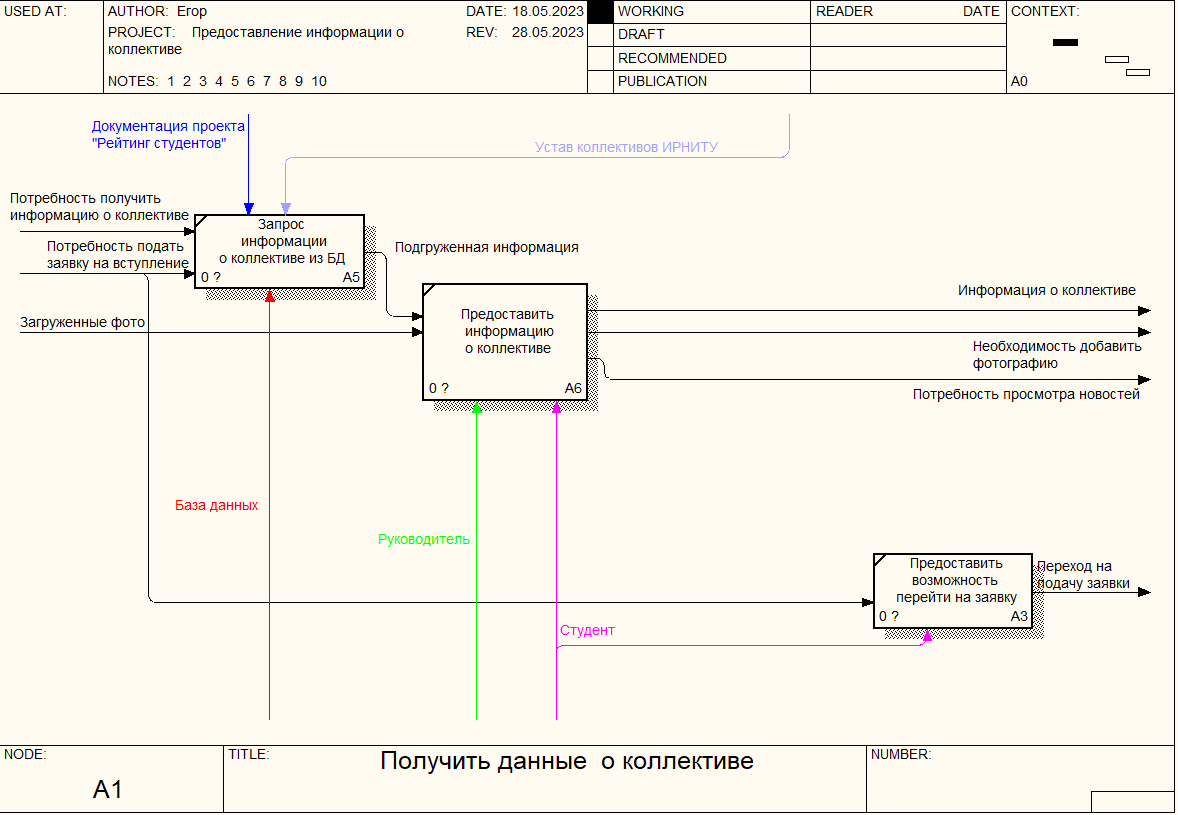 USED AT:
AUTHOR: Егор
DATE: 18.05.2023
PROJECT: Предоставление информации о
коллективе
REV: 28.05.2023
NOTES: 1 2 3 4 5 6 7 8 9 10
WORKING
DRAFT
RECOMMENDED
PUBLICATION
READER
DATE
CONTEXT:
A0
Документация проекта
"Рейтинг студентов"
Устав коллективов ИРНИТУ
Потребность получить
информацию о коллективе
Потребность подать
заявку на вступление
Запрос
информации
о коллективе из БД
0 ?
A5
Подгруженная информация
Загруженные фото
Предоставить
информацию
о коллективе
0 ?
A6
Информация о коллективе
Необходимость добавить
фотографию
Потребность просмотра новостей
База данных
Руководитель
Студент
Предоставить
возможность
перейти на заявку
0 ?
A3
Переход на
подачу заявки
NODE:
A1
TITLE:
Получить данные о коллективе
NUMBER: